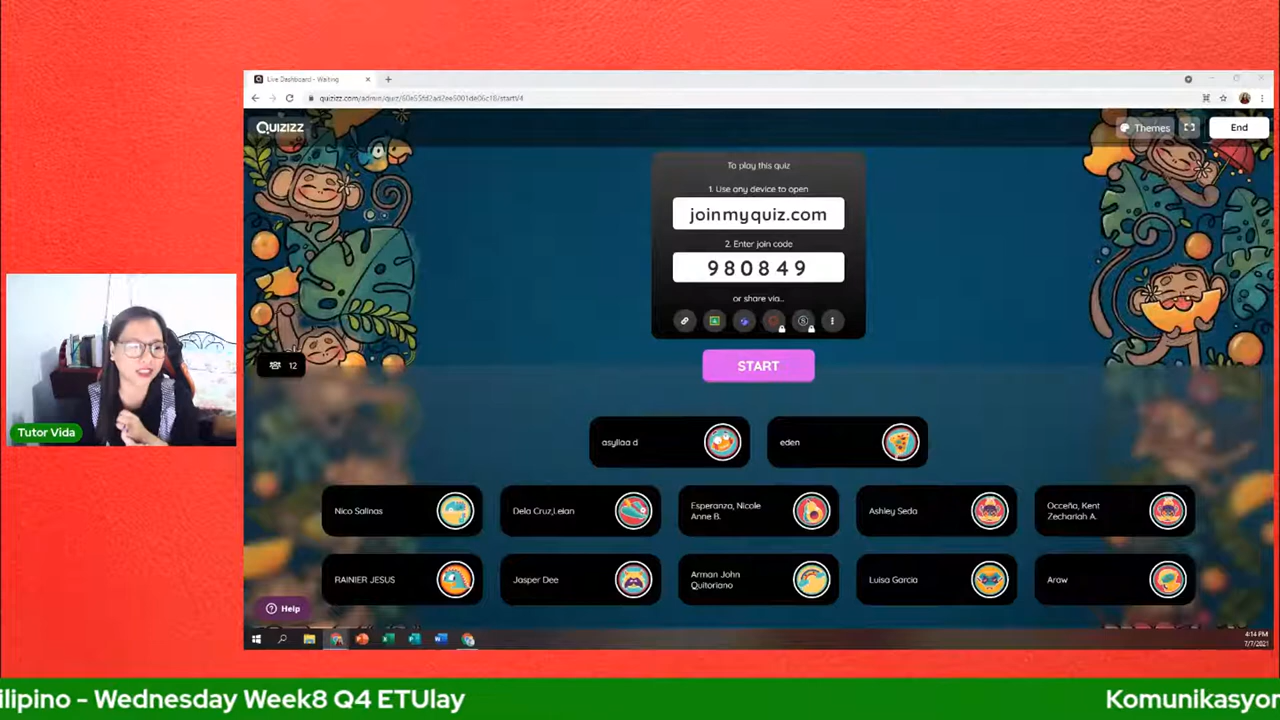 Live Dashboard - Waiting
quizizz.com/admin/quiz/60e55fd2ad2ee5001de06c18/startV4
QUIZIZZ
Themes
End
To play this quiz
1. Use any device to open
joinmyquiz.com
2. Enter join code
980849
or share via...
START
12
asyllaa d
eden
Nico Salinas
Dela Cruz,Leian
Esperanza, Nicole
Anne B.
Ashley Seda
Occeña, Kent
Zechariah A.
RAINIER JESUS
Jasper Dee
Arman John
Quitoriano
Luisa Garcia
Araw
Help
Tutor Vida
4:14 PM
7/7/2021
ilipino - Wednesday Week8 Q4 ETUlay
Komunikasyon